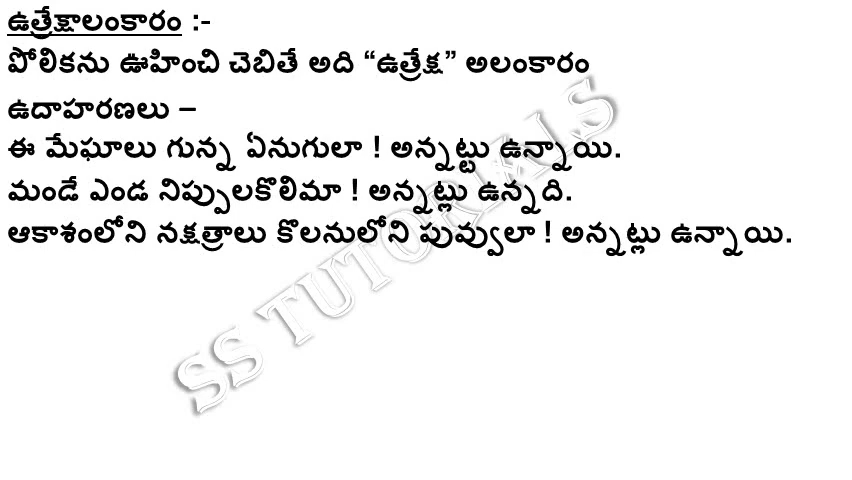 ఉత్రేక్షాలంకారం :-
పోలికను ఊహించి చెబితే అది “ఉత్రేక్ష” అలంకారం
ఉదాహరణలు –
ఈ మేఘాలు గున్న ఏనుగులా ! అన్నట్టు ఉన్నాయి.
మండే ఎండ నిప్పులకొలిమా ! అన్నట్లు ఉన్నది.
ఆకాశంలోని నక్షత్రాలు కొలనులోని పువ్వులా ! అన్నట్లు ఉన్నాయి.
SS TUTORIALS